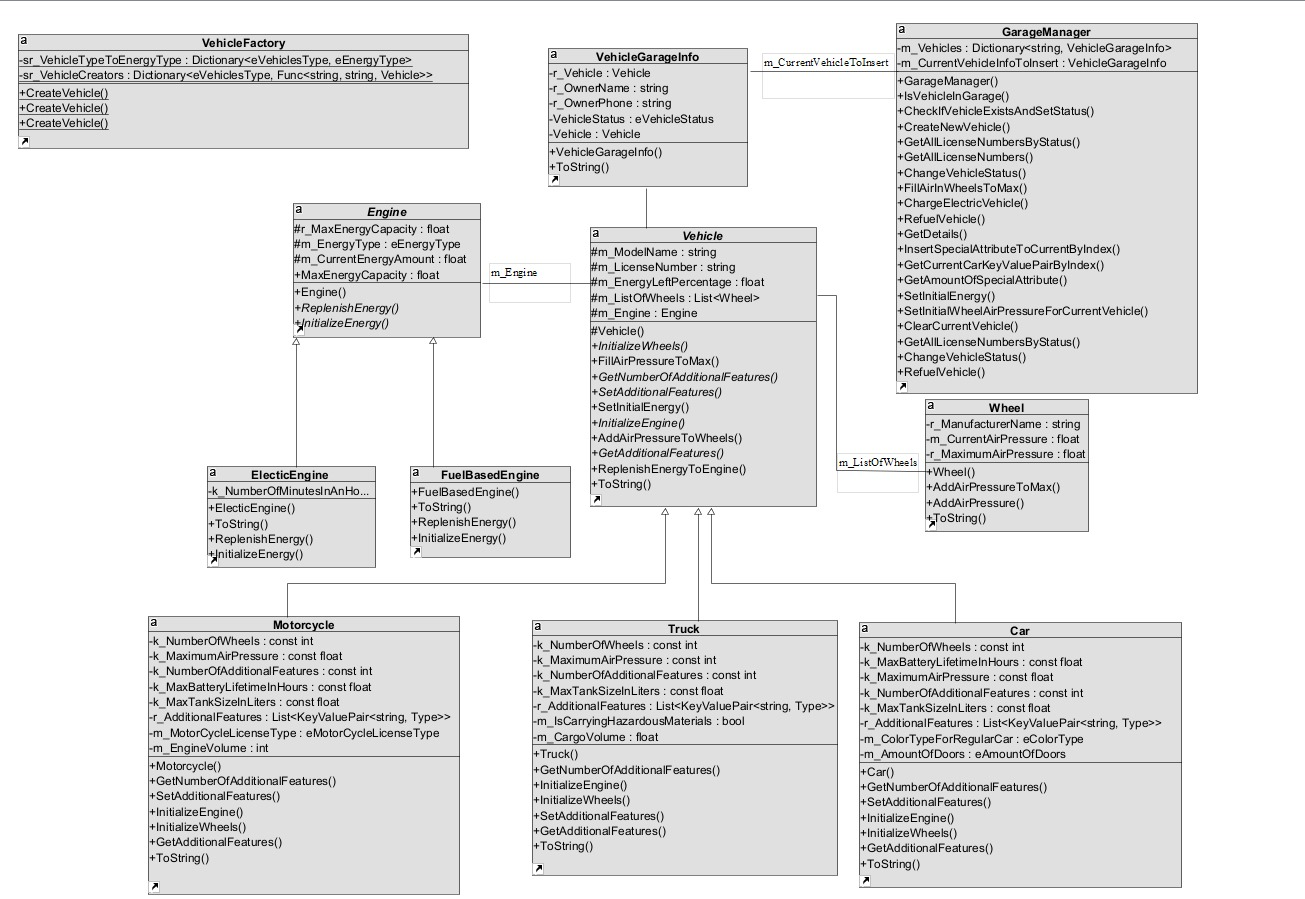 a
VehicleFactory
-sr_VehicleTypeToEnergyType : Dictionary<eVehiclesType, eEnergyType>
-sr_VehicleCreators : Dictionary<eVehiclesType, Func<string, string, Vehicle>>
+CreateVehicle()
+CreateVehicle()
+CreateVehicle()
a
VehicleGarageInfo
-r_Vehicle : Vehicle
-r_OwnerName : string
-r_OwnerPhone : string
-VehicleStatus : eVehicleStatus
-Vehicle : Vehicle
+VehicleGarageInfo()
+ToString()
m_CurrentVehicleToInsert
a
GarageManager
-m_Vehicles : Dictionary<string, VehicleGarageInfo>
-m_CurrentVehicleInfoToInsert : VehicleGarageInfo
+GarageManager()
+IsVehicleInGarage()
+CheckIfVehicleExistsAndSetStatus()
+CreateNewVehicle()
+GetAllLicenseNumbersByStatus()
+GetAllLicenseNumbers()
+ChangeVehicleStatus()
+FillAirInWheelsToMax()
+ChargeElectricVehicle()
+RefuelVehicle()
+GetDetails()
+InsertSpecialAttributeToCurrentByIndex()
+GetCurrentCarKeyValuePairByIndex()
+GetAmountOfSpecialAttribute()
+SetInitialEnergy()
+SetInitialWheelAirPressureForCurrentVehicle()
+ClearCurrentVehicle()
+GetAllLicenseNumbersByStatus()
+ChangeVehicleStatus()
+RefuelVehicle()
a
Engine
#r_MaxEnergyCapacity : float
#m_EnergyType : eEnergyType
#m_CurrentEnergyAmount : float
+MaxEnergyCapacity : float
+Engine()
+ReplenishEnergy()
+InitializeEnergy()
m_Engine
a
Vehicle
#m_ModelName : string
#m_LicenseNumber : string
#m_EnergyLeftPercentage : float
#m_ListOfWheels : List<Wheel>
#m_Engine : Engine
#Vehicle()
+InitializeWheels()
+FillAirPressureToMax()
+GetNumberOfAdditionalFeatures()
+SetAdditionalFeatures()
+SetInitialEnergy()
+InitializeEngine()
+AddAirPressureToWheels()
+GetAdditionalFeatures()
+ReplenishEnergyToEngine()
+ToString()
m_ListOfWheels
a
Wheel
-r_ManufacturerName : string
-m_CurrentAirPressure : float
-r_MaximumAirPressure : float
+Wheel()
+AddAirPressureToMax()
+AddAirPressure()
+ToString()
a
ElecticEngine
-k_NumberOfMinutesInAnHo...
+ElecticEngine()
+ToString()
+ReplenishEnergy()
+InitializeEnergy()
a
FuelBasedEngine
+FuelBasedEngine()
+ToString()
+ReplenishEnergy()
+InitializeEnergy()
a
Motorcycle
-k_NumberOfWheels : const int
-k_MaximumAirPressure : const float
-k_NumberOfAdditionalFeatures : const int
-k_MaxBatteryLifetimeInHours : const float
-k_MaxTankSizeInLiters : const float
-r_AdditionalFeatures : List<KeyValuePair<string, Type>>
-m_MotorCycleLicenseType : eMotorCycleLicenseType
-m_EngineVolume : int
+Motorcycle()
+GetNumberOfAdditionalFeatures()
+SetAdditionalFeatures()
+InitializeEngine()
+InitializeWheels()
+GetAdditionalFeatures()
+ToString()
a
Truck
-k_NumberOfWheels : const int
-k_MaximumAirPressure : const int
-k_NumberOfAdditionalFeatures : const int
-k_MaxTankSizeInLiters : const float
-r_AdditionalFeatures : List<KeyValuePair<string, Type>>
-m_IsCarryingHazardousMaterials : bool
-m_CargoVolume : float
+Truck()
+GetNumberOfAdditionalFeatures()
+InitializeEngine()
+InitializeWheels()
+SetAdditionalFeatures()
+GetAdditionalFeatures()
+ToString()
a
Car
-k_NumberOfWheels : const int
-k_MaxBatteryLifetimeInHours : const float
-k_MaximumAirPressure : const float
-k_NumberOfAdditionalFeatures : const int
-k_MaxTankSizeInLiters : const float
-r_AdditionalFeatures : List<KeyValuePair<string, Type>>
-m_ColorTypeForRegularCar : eColorType
-m_AmountOfDoors : eAmountOfDoors
+Car()
+GetNumberOfAdditionalFeatures()
+SetAdditionalFeatures()
+InitializeEngine()
+InitializeWheels()
+GetAdditionalFeatures()
+ToString()